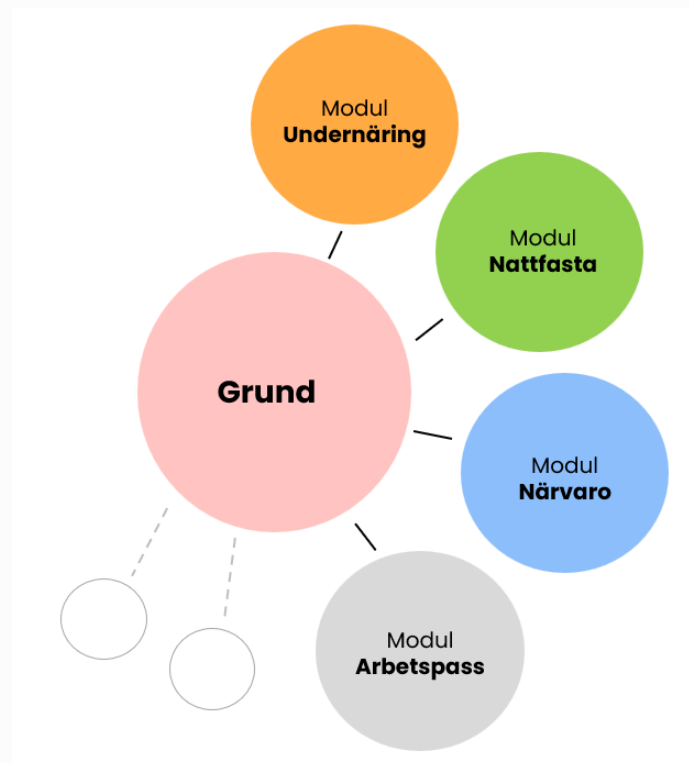 Modul
Undernäring
Modul
Nattfasta
Grund
Modul
Närvaro
Modul
Arbetspass